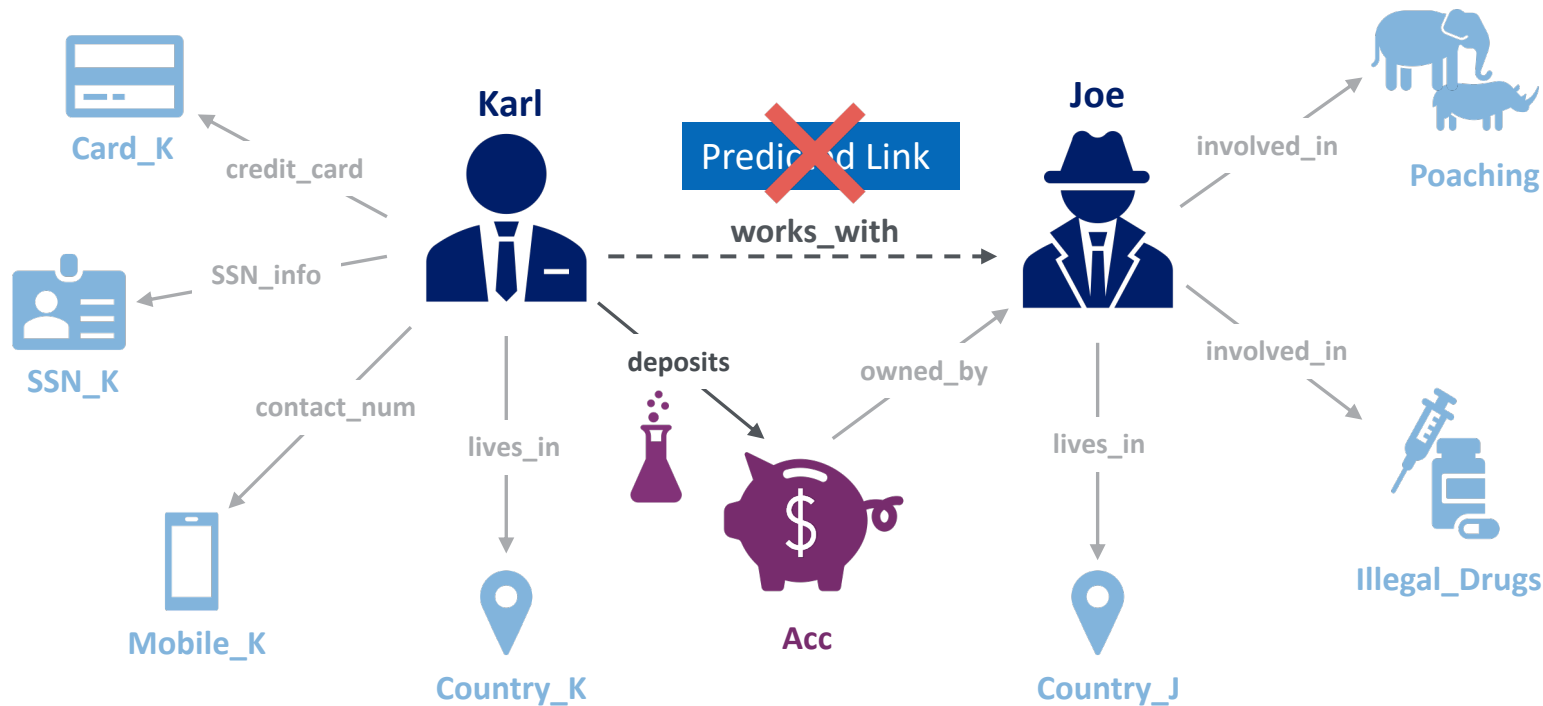 Karl
Joe
Card_K
credit_card
Predicted Link
works_with
involved_in
Poaching
SSN_info
SSN_K
deposits
owned_by
involved_in
contact_num
lives_in
lives_in
$
Mobile_K
Country_K
Acc
Country_J
Illegal_Drugs